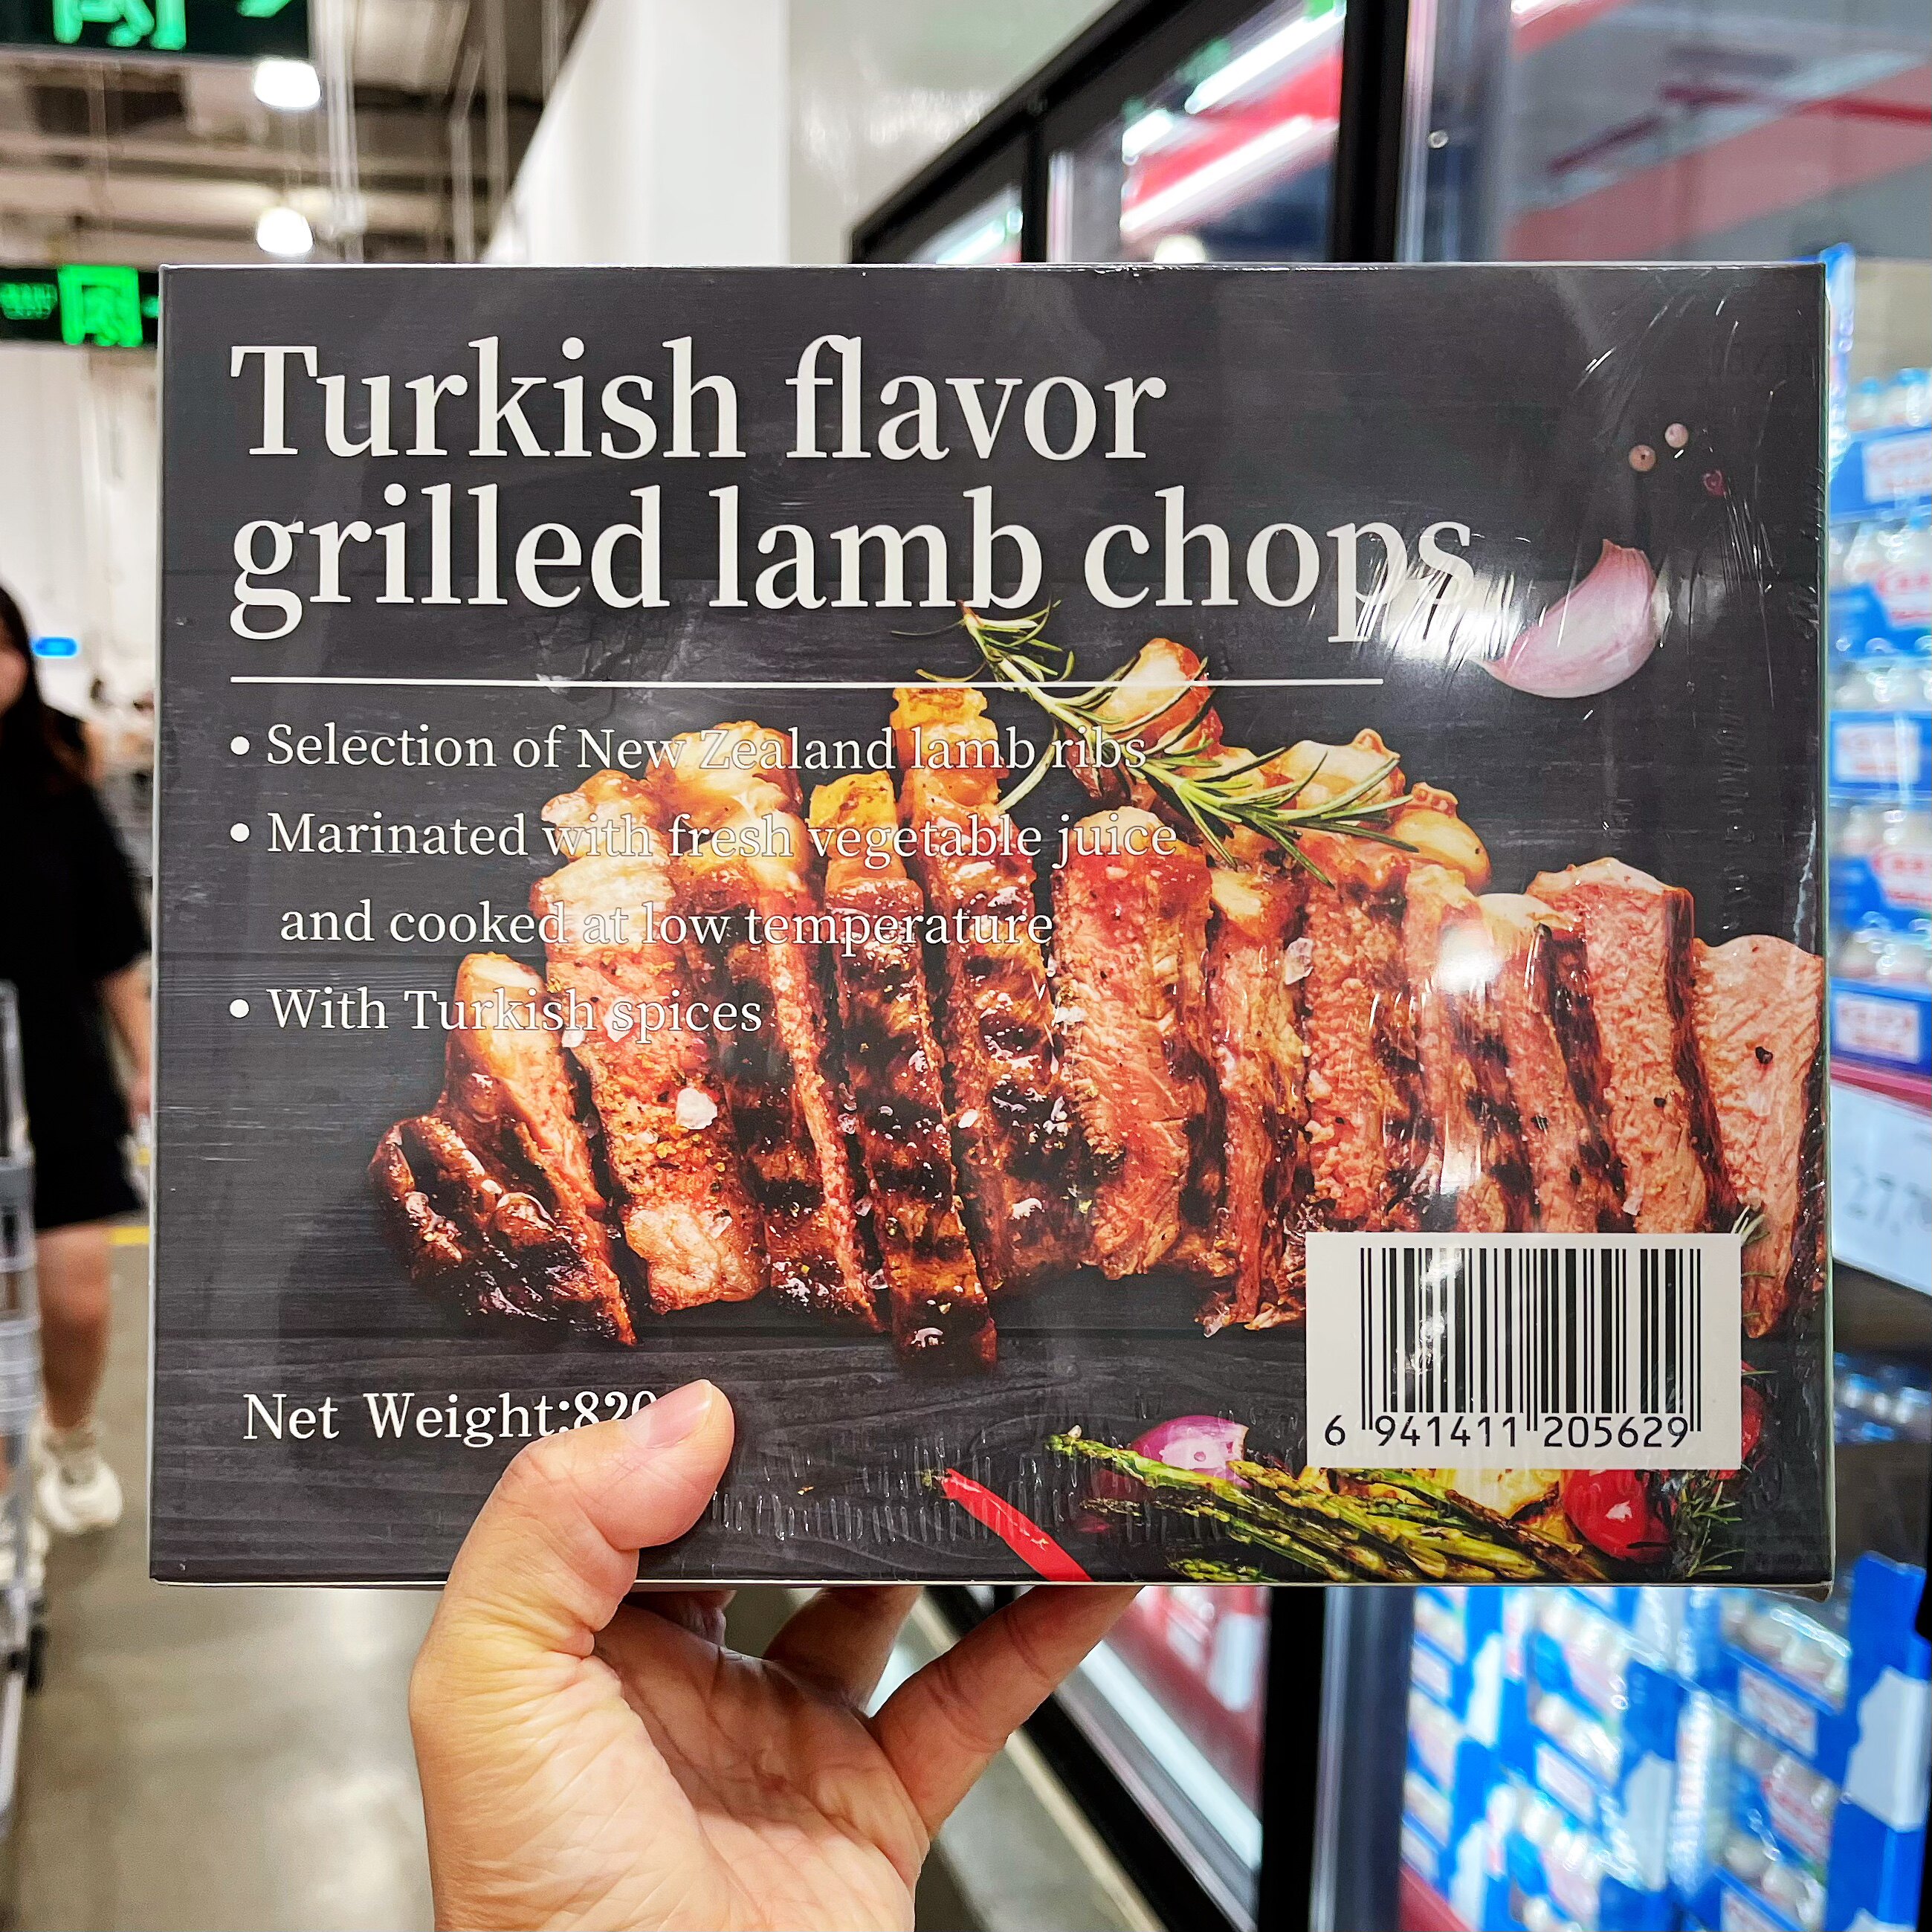 Turkish flavor
grilled lamb chops
• Selection of New Zealand lamb ribs
• Marinated with fresh vegetable juice
and cooked at low temperature
• With Turkish spices
Net Weight:820
6 941411 205629